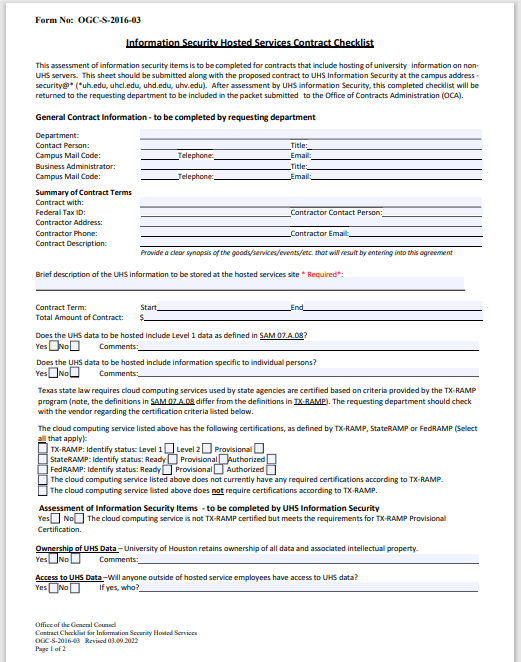 Form No: OGC-S-2016-03
Information Security Hosted Services Contract Checklist
This assessment of information security items is to be completed for contracts that include hosting of university information on non-
UHS servers. This sheet should be submitted along with the proposed contract to UHS Information Security at the campus address -
security@* (*uh.edu, uhcl.edu, uhd.edu, uhv.edu). After assessment by UHS information Security, this completed checklist will be
returned to the requesting department to be included in the packet submitted to the Office of Contracts Administration (OCA).
General Contract Information - to be completed by requesting department
Department:
Contact Person: Title:
Campus Mail Code: Telephone: Email:
Business Administrator: Title:
Campus Mail Code: Telephone: Email:
Summary of Contract Terms
Contract with:
Federal Tax ID: Contractor Contact Person:
Contractor Address:
Contractor Phone: Contractor Email:
Contract Description:
Provide a clear synopsis of the goods/services/events/etc. that will result by entering into this agreement
Brief description of the UHS information to be stored at the hosted services site * Required*:
Contract Term: Start End
Total Amount of Contract: $
Does the UHS data to be hosted include Level 1 data as defined in SAM 07.A.08?
Yes No Comments:
Does the UHS data to be hosted include information specific to individual persons?
Yes No Comments:
Texas state law requires cloud computing services used by state agencies are certified based on criteria provided by the TX-RAMP
program (note, the definitions in SAM 07.A.08 differ from the definitions in TX-RAMP). The requesting department should check
with the vendor regarding the certification criteria listed below.
The cloud computing service listed above has the following certifications, as defined by TX-RAMP, StateRAMP or FedRAMP (Select
all that apply):
TX-RAMP: Identify status: Level 1 Level 2 Provisional
StateRAMP: Identify status: Ready Provisional Authorized
FedRAMP: Identify status: Ready Provisional Authorized
The cloud computing service listed above does not currently have any required certifications according to TX-RAMP.
The cloud computing service listed above does not require certifications according to TX-RAMP.
Assessment of Information Security Items - to be completed by UHS Information Security
Yes No The cloud computing service is not TX-RAMP certified but meets the requirements for TX-RAMP Provisional
Certification.
Ownership of UHS Data – University of Houston retains ownership of all data and associated intellectual property.
Yes No Comments:
Access to UHS Data –Will anyone outside of hosted service employees have access to UHS data?
Yes No If yes, who?
Office of the General Counsel
Contract Checklist for Information Security Hosted Services
OGC-S-2016-03 Revised 03.09.2022
Page 1 of 2